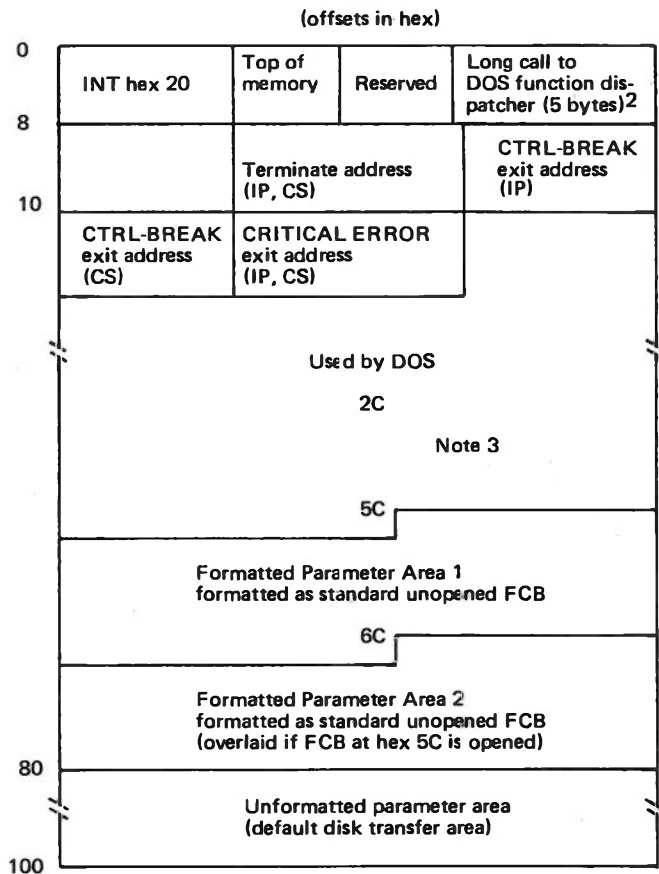 (offsets in hex)
0
INT hex 20
Top of
memory
Reserved
Long call to
DOS function dis-
patcher (5 bytes)2
8
Terminate address
(IP, CS)
CTRL-BREAK
exit address
(IP)
10
CTRL-BREAK
exit address
(CS)
CRITICAL ERROR
exit address
(IP, CS)
Used by DOS
2C
Note 3
5C
Formatted Parameter Area 1
formatted as standard unopened FCB
6C
Formatted Parameter Area 2
formatted as standard unopened FCB
(overlaid if FCB at hex 5C is opened)
80
Unformatted parameter area
(default disk transfer area)
100